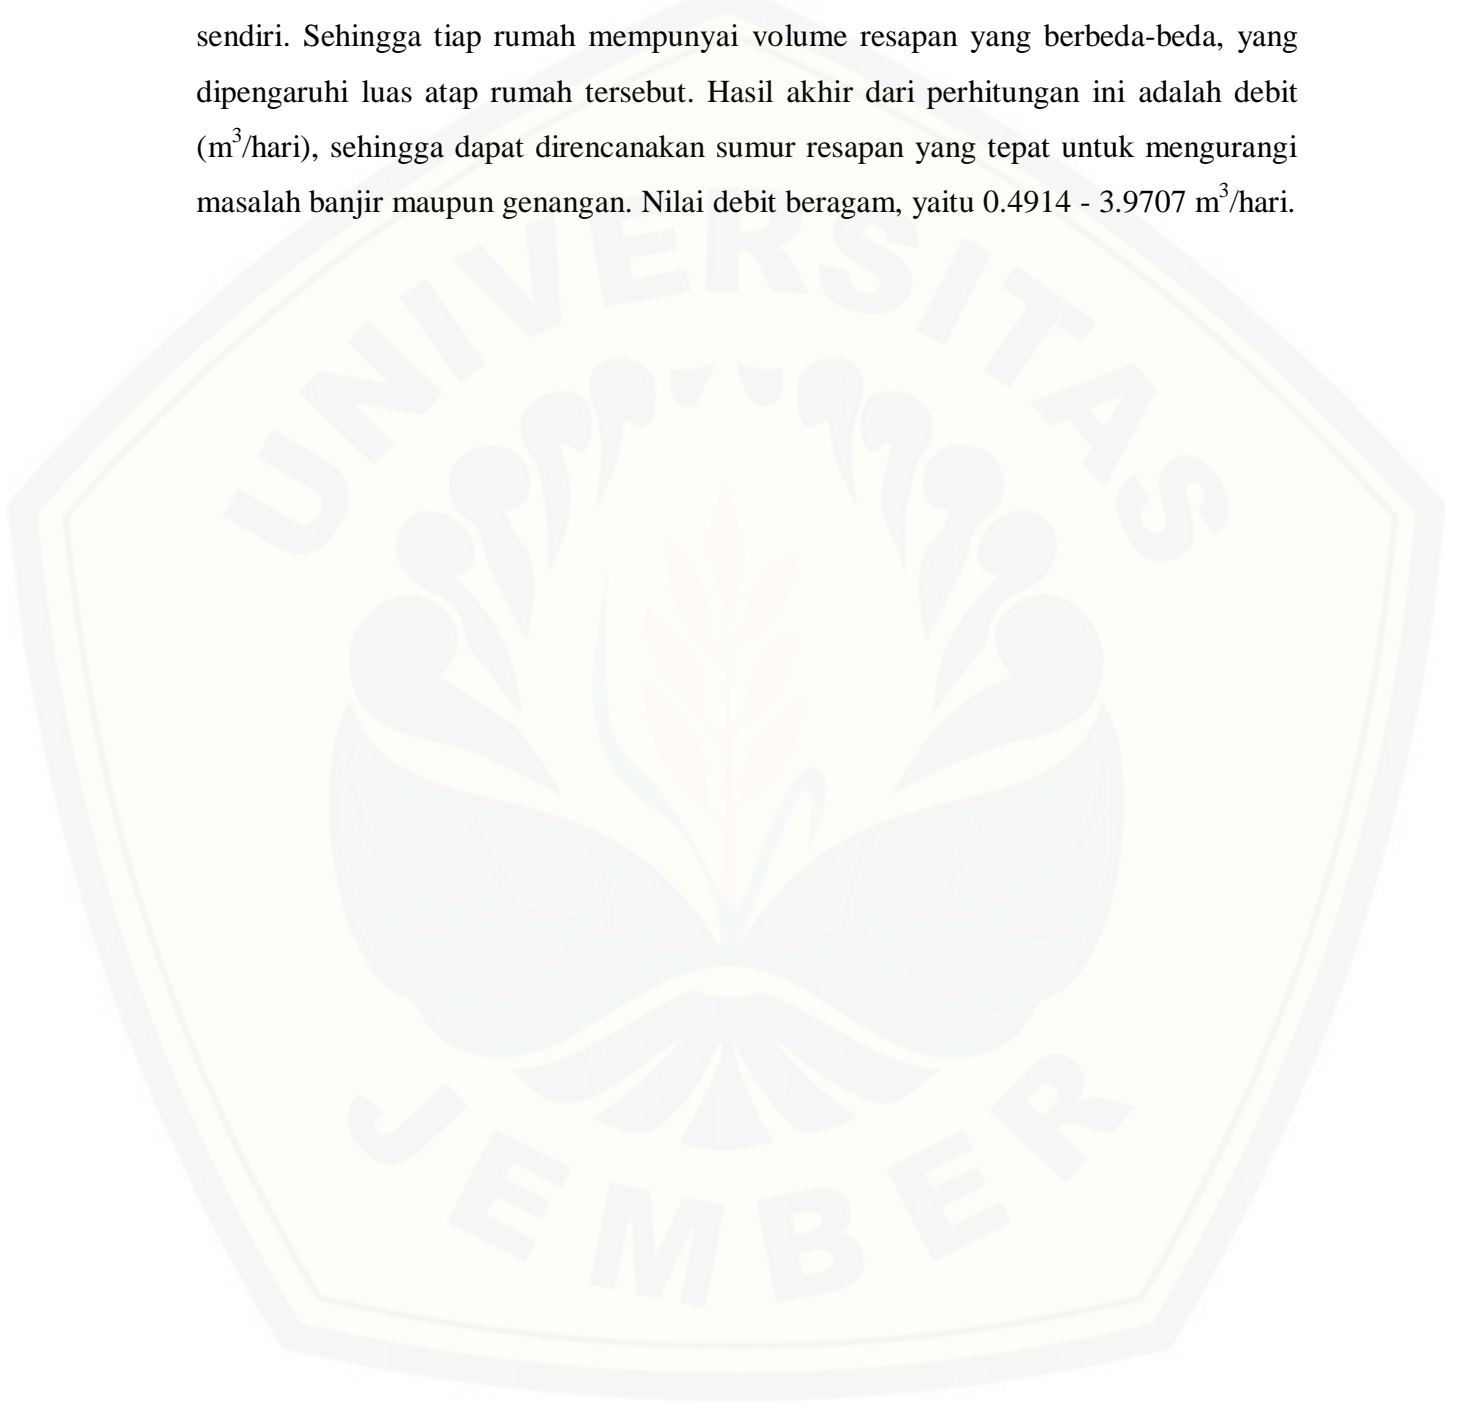 sendiri. Sehingga tiap rumah mempunyai volume resapan yang berbeda-beda, yang
dipengaruhi luas atap rumah tersebut. Hasil akhir dari perhitungan ini adalah debit
(m³/hari), sehingga dapat direncanakan sumur resapan yang tepat untuk mengurangi
masalah banjir maupun genangan. Nilai debit beragam, yaitu 0.4914 - 3.9707 m³/hari.
UNIVERSITAS
JEMBER